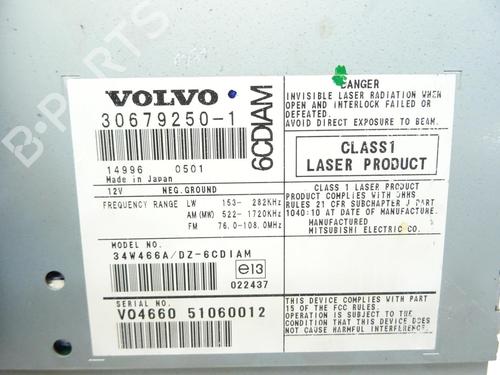 VOLVO
30679250-1
6CDIAM
14996 0501
Made in Japan
12V NEG.GROUND
FREQUENCY RANGE LW 153- 282KHz
AM(MW) 522-1720KHz
FM 76.0-108.0MHz
MODEL NO.
34W466A/DZ-6CDIAM
e13
022437
SERIAL NO.
V04660 51060012
DANGER
INVISIBLE LASER RADIATION WHEN
OPEN AND INTERLOCK FAILED OR
DEFEATED.
AVOID DIRECT EXPOSURE TO BEAM.
CLASS1
LASER PRODUCT
CLASS 1 LASER PRODUCT
PRODUCT COMPLIES WITH DHHS
RULES 21 CFR SUBCHAPTER J PART
1040:10 AT DATE OF MANUFACTURE.
MANUFACTURED
MITSUBISHI ELECTRIC CO.
THIS DEVICE COMPLIES WITH PART
15 OF THE FCC RULES.
OPERATION IS SUBJECT TO THE
CONDITION THAT THIS DEVICE DOES
NOT CAUSE HARMFUL INTERFERENCE.
B-PARTS